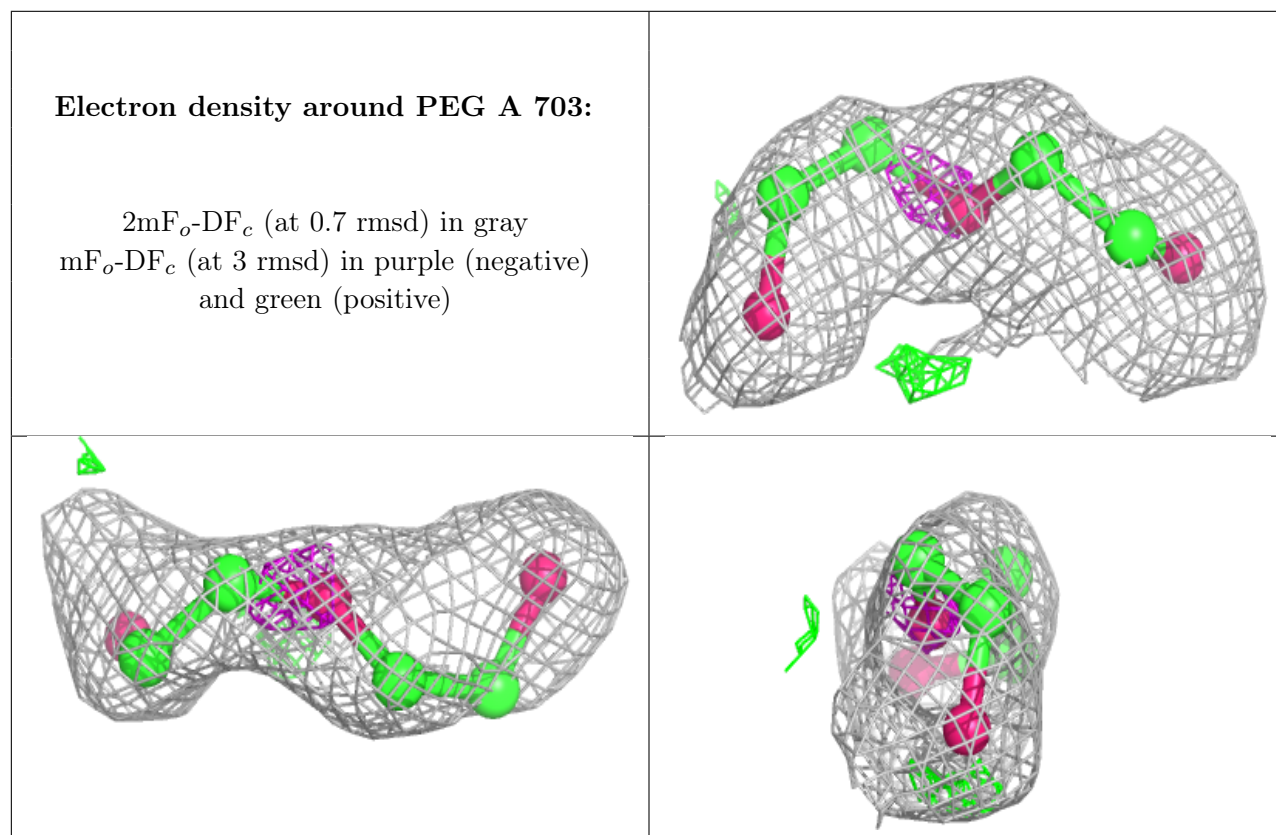 Electron density around PEG A 703:
2mFo-DFc (at 0.7 rmsd) in gray
mFo-DFc (at 3 rmsd) in purple (negative)
and green (positive)